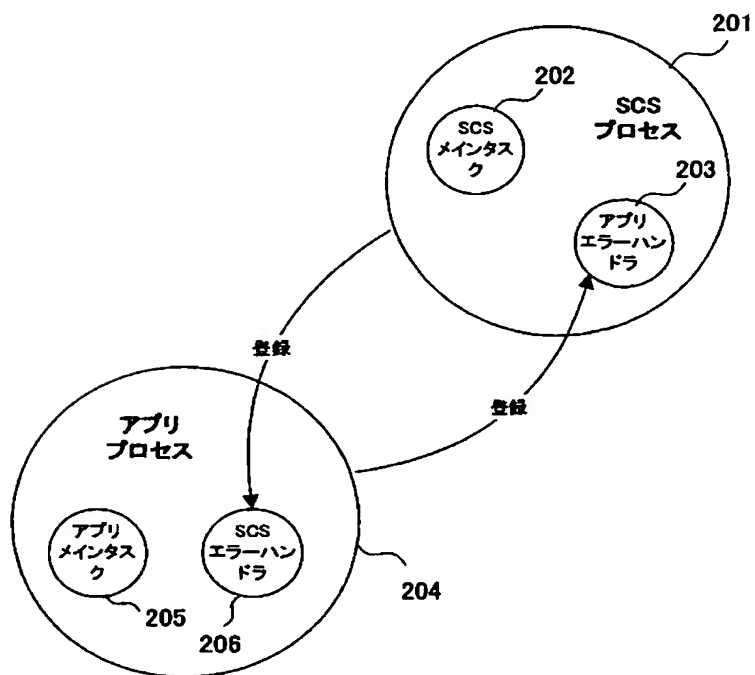 201
202
SCS
プロセス
SCS
メインタス
ク
203
アプリ
エラーハン
ドラ
登録
登録
アプリ
プロセス
アプリ
メインタス
ク
SCS
エラーハン
ドラ
204
205
206